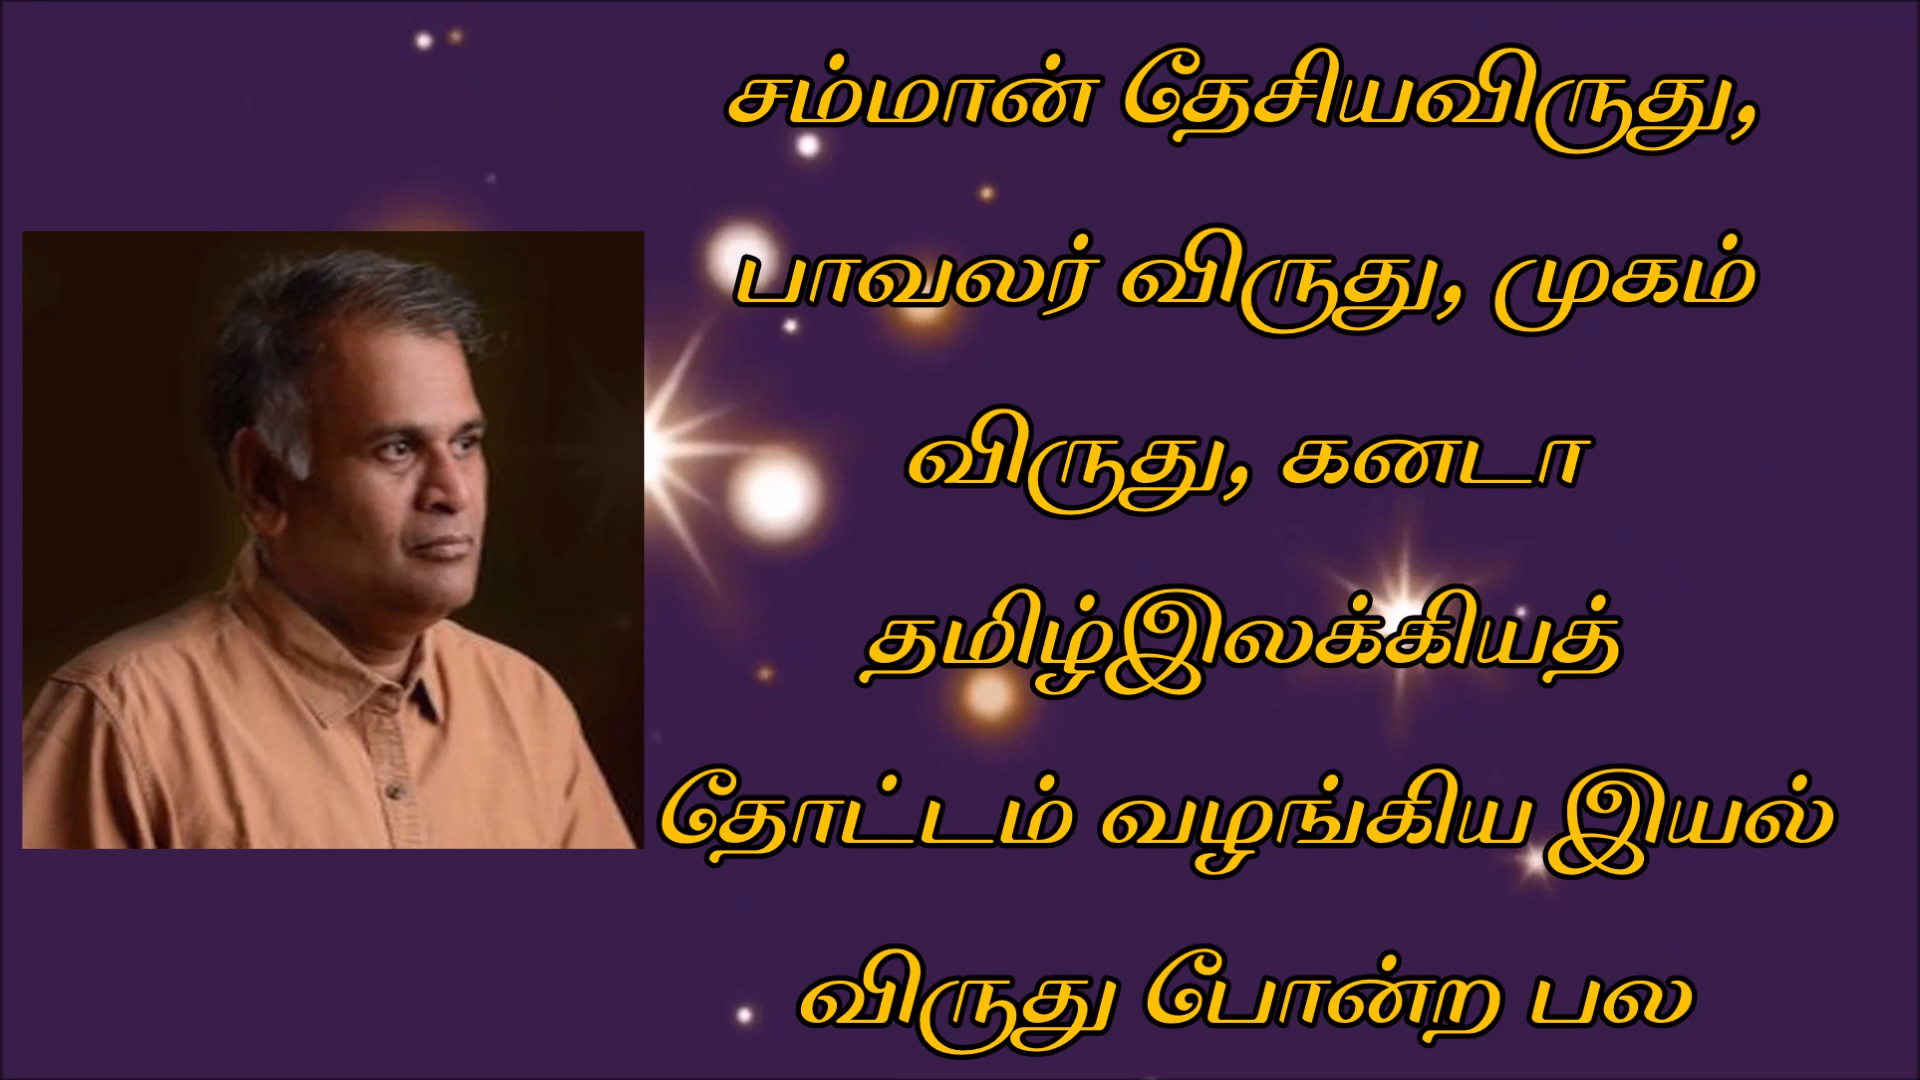 சம்மான் தேசியவிருது,
பாவலர் விருது, முகம்
விருது, கனடா
தமிழ்இலக்கியத்
தோட்டம் வழங்கிய இயல்
விருது போன்ற பல